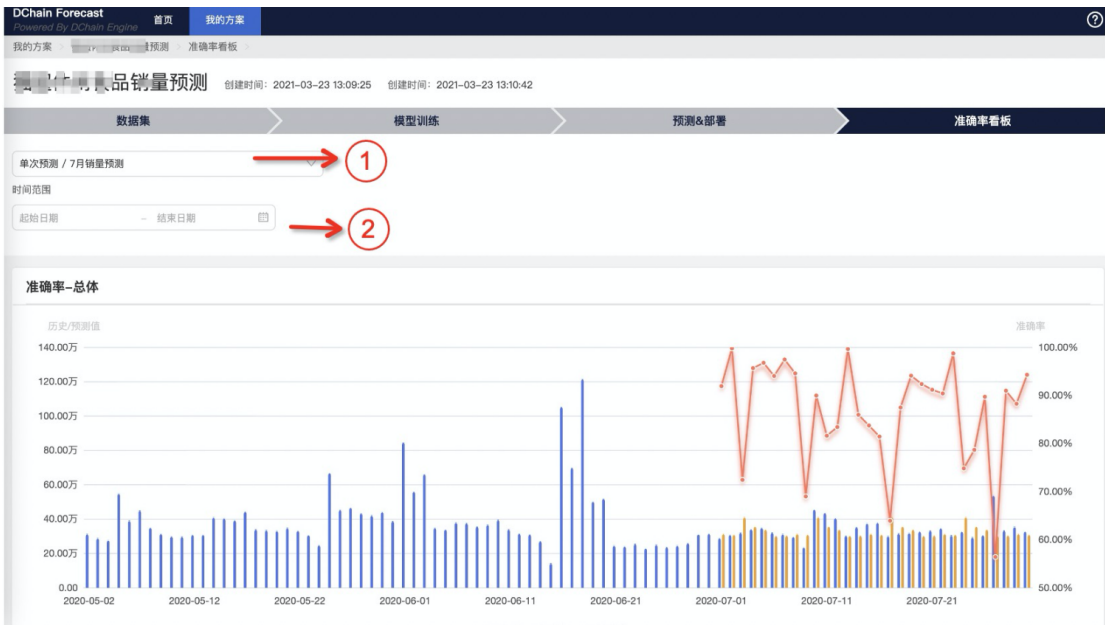 DChain Forecast
Powered By DChain Engine
首页
我的方案
我的方案 预测 准确率看板
品销量预测 创建时间：2021-03-23 13:09:25 创建时间：2021-03-23 13:10:42
数据集 模型训练 预测&部署 准确率看板
单次预测 / 7月销量预测
1
时间范围
起始日期 - 结束日期
2
准确率-总体
历史/预测值 准确率
140.00万 100.00%
120.00万
90.00%
100.00万
80.00万 80.00%
60.00万
70.00%
40.00万
60.00%
20.00万
0.00 50.00%
2020-05-02 2020-05-12 2020-05-22 2020-06-01 2020-06-11 2020-06-21 2020-07-01 2020-07-11 2020-07-21